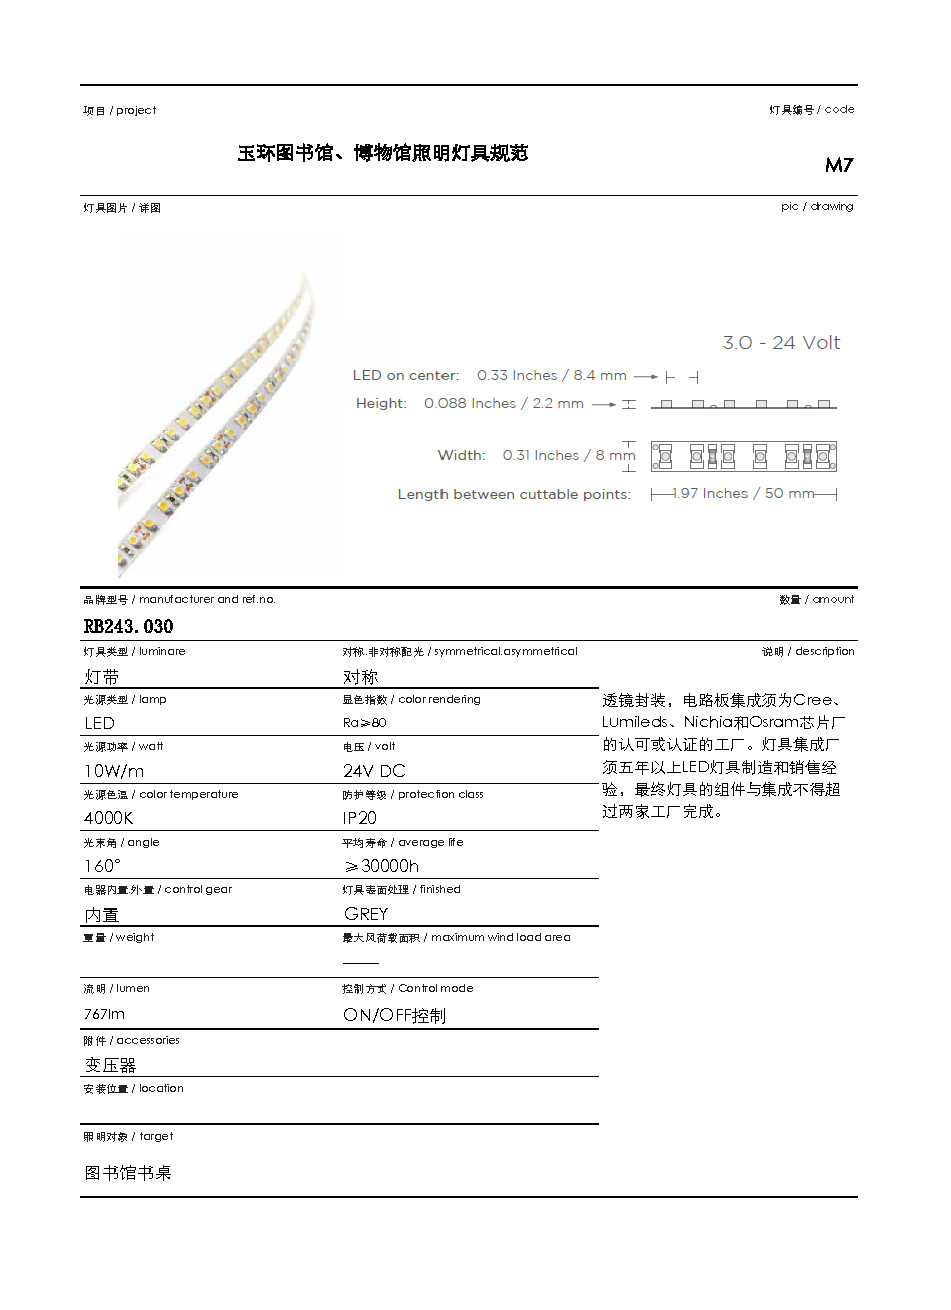 项目 / project
灯具编号 / code
玉环图书馆、博物馆照明灯具规范
M7
灯具图片 / 详图
pic / drawing
3.0 - 24 Volt
LED on center: 0.33 Inches / 8.4 mm
Height: 0.088 Inches / 2.2 mm
Width: 0.31 Inches / 8 mm
Length between cuttable points: 1.97 Inches / 50 mm
品牌型号 / manufacturer and ref.no.
数量 / amount
RB243.030
灯具类型 / luminare
对称.非对称配光 / symmetrical.asymmetrical
说明 / description
灯带
对称
光源类型 / lamp
显色指数 / color rendering
LED
Ra≥80
光源功率 / watt
电压 / volt
10W/m
24V DC
光源色温 / color temperature
防护等级 / protection class
4000K
IP20
光束角 / angle
平均寿命 / average life
160°
≥30000h
电器内置.外置 / control gear
灯具表面处理 / finished
内置
GREY
重量 / weight
最大风荷载面积 / maximum wind load area
——
流明 / lumen
控制方式 / Control mode
767lm
ON/OFF控制
附件 / accessories
变压器
安装位置 / location
照明对象 / target
图书馆书桌
透镜封装，电路板集成须为Cree、
Lumileds、Nichia和Osram芯片厂
的认可或认证的工厂。灯具集成厂
须五年以上LED灯具制造和销售经
验，最终灯具的组件与集成不得超
过两家工厂完成。